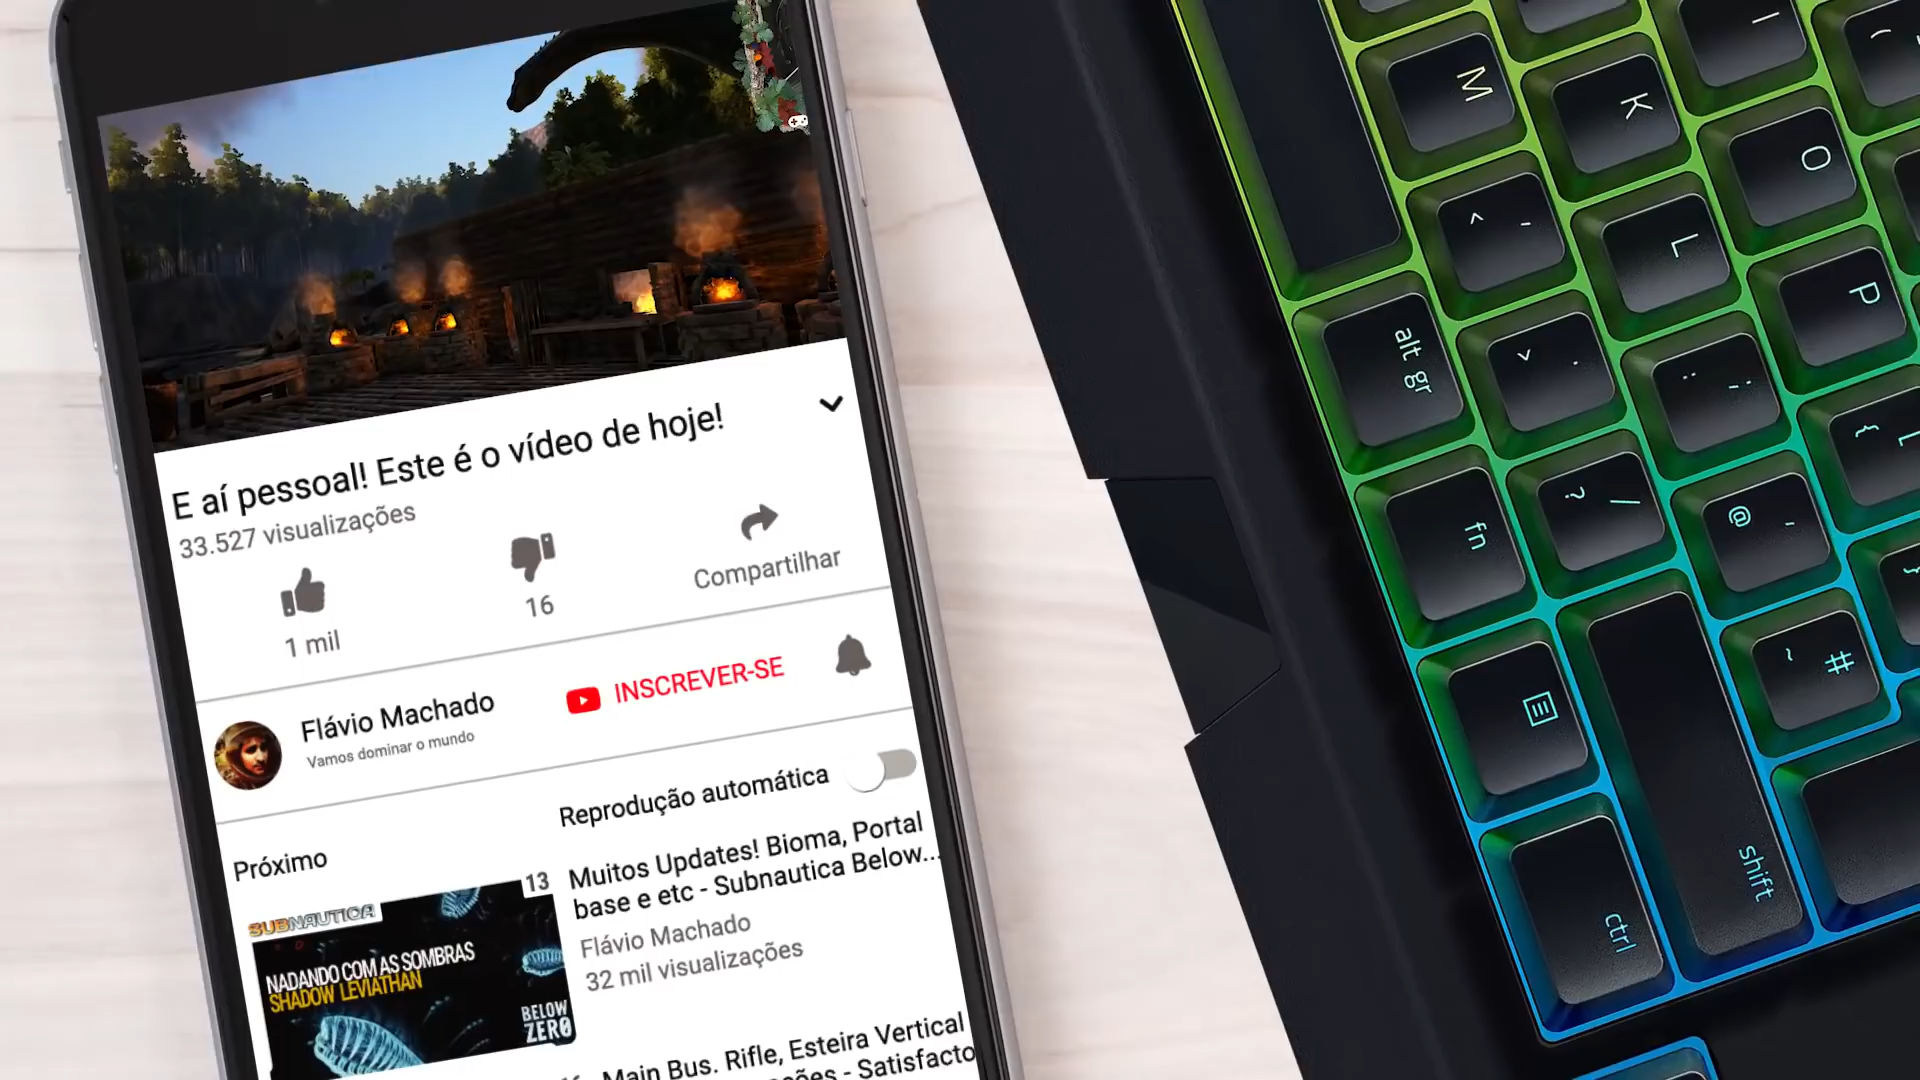 E aí pessoal! Este é o vídeo de hoje!
33.527 visualizações
1 mil
16
Compartilhar
Flávio Machado
Vamos dominar o mundo
INSCREVER-SE
Reprodução automática
Próximo
13
SUBNAUTICA
NADANDO COM AS SOMBRAS
SHADOW LEVIATHAN
BELOW
ZERO
Muitos Updates! Bioma, Portal
base e etc - Subnautica Below...
Flávio Machado
32 mil visualizações
Main Bus. Rifle, Esteira Vertical
- Satisfacto
M
K
I
O
L
P
^ '
alt gr
v .
: ;
fn
? /
@ '
~ #
shift
ctrl